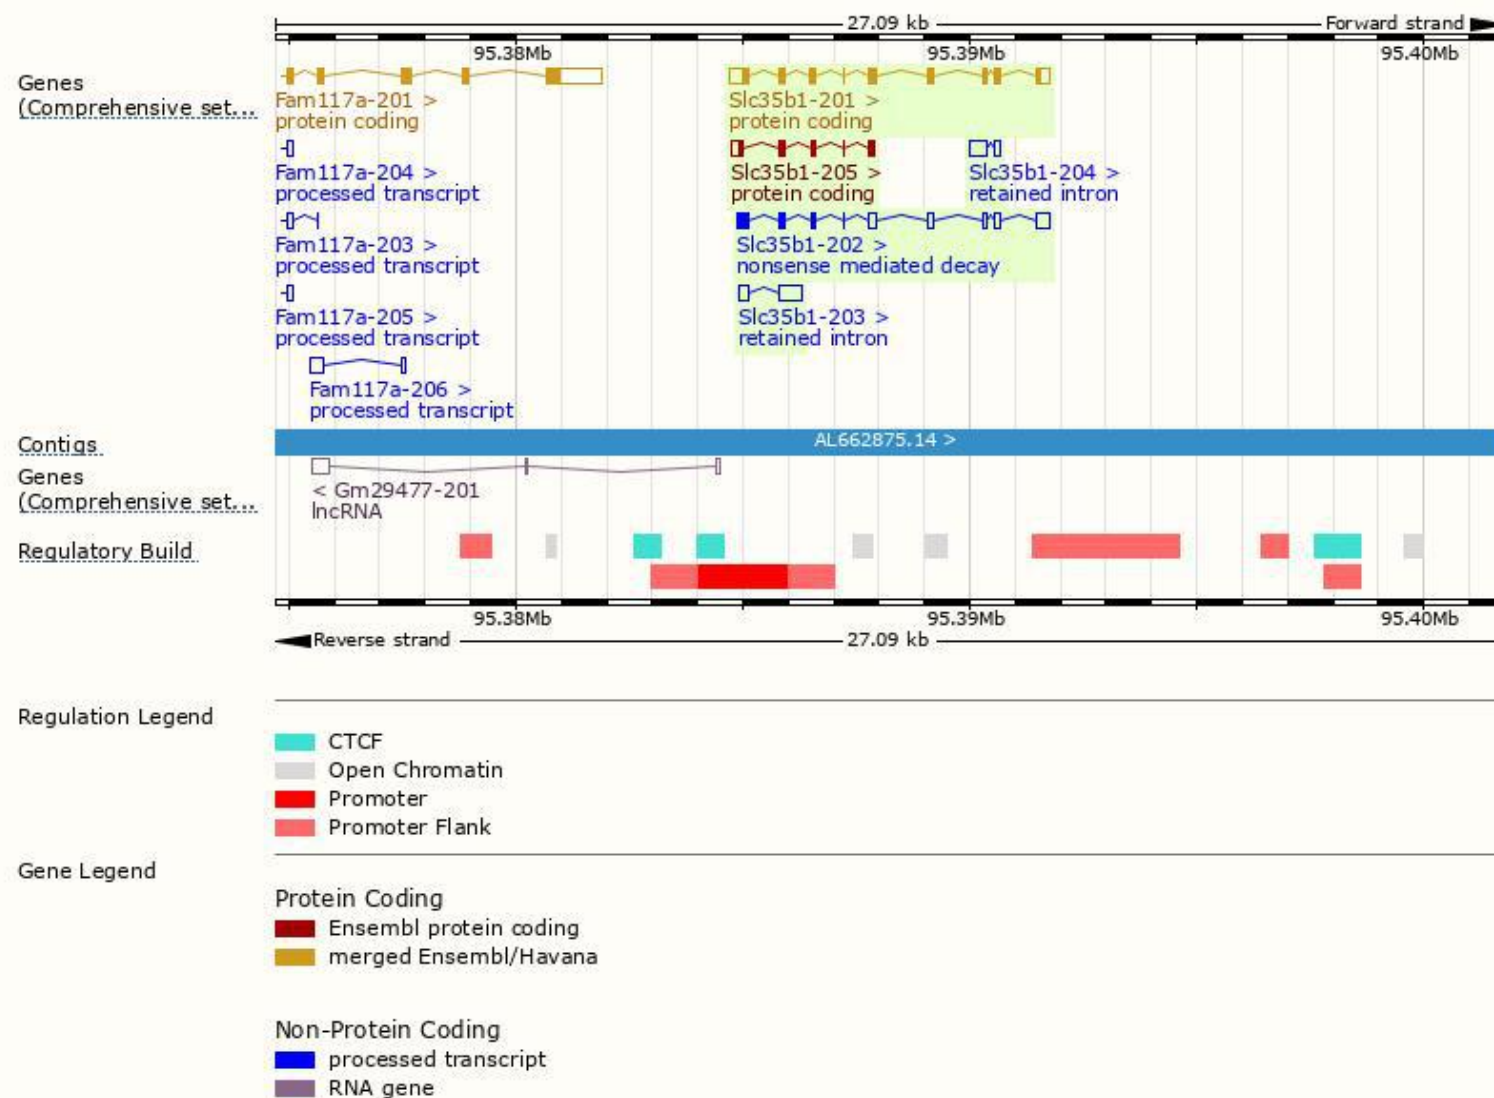 27.09 kb Forward strand
95.38Mb 95.39Mb 95.40Mb
Genes
(Comprehensive set...
Fam117a-201 > Slc35b1-201 >
protein coding protein coding
Fam117a-204 > Slc35b1-205 > Slc35b1-204 >
processed transcript protein coding retained intron
Fam117a-203 > Slc35b1-202 >
processed transcript nonsense mediated decay
Fam117a-205 > Slc35b1-203 >
processed transcript retained intron
Fam117a-206 >
processed transcript
Contigs AL662875.14 >
Genes
(Comprehensive set...
< Gm29477-201
lncRNA
Regulatory Build
95.38Mb 95.39Mb 95.40Mb
Reverse strand 27.09 kb
Regulation Legend
CTCF
Open Chromatin
Promoter
Promoter Flank
Gene Legend
Protein Coding
Ensembl protein coding
merged Ensembl/Havana
Non-Protein Coding
processed transcript
RNA gene